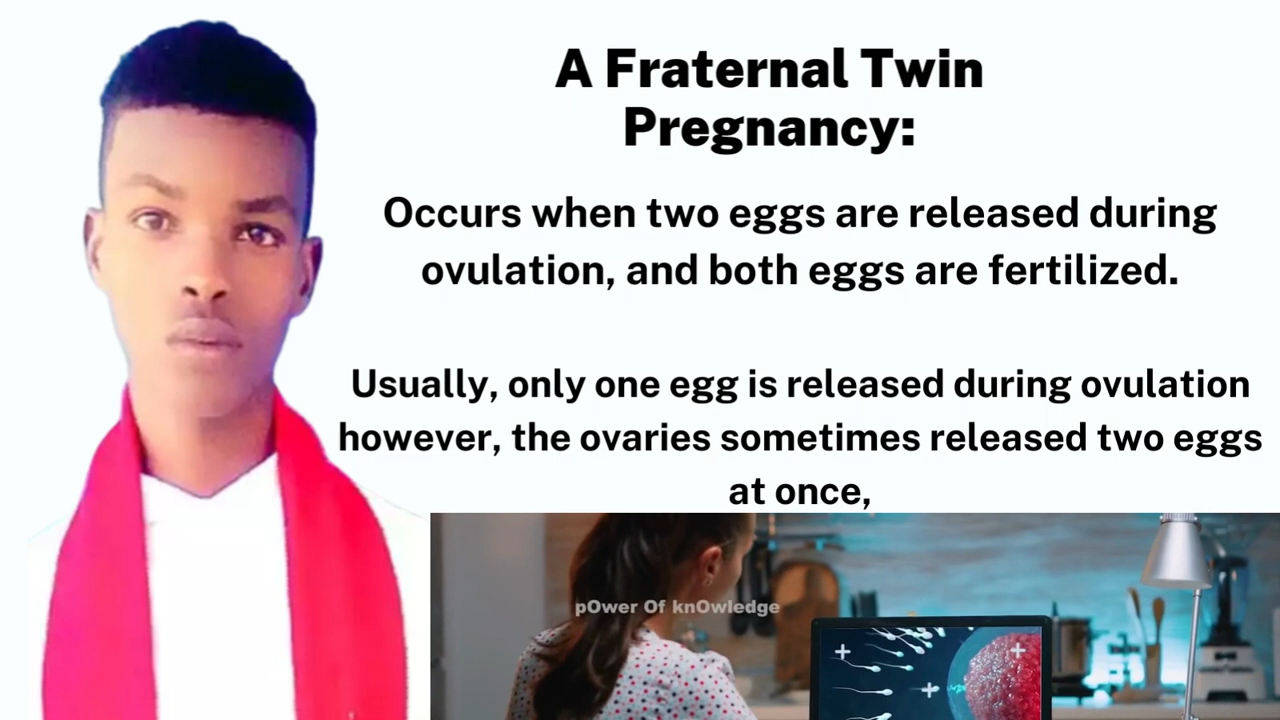 A Fraternal Twin
Pregnancy:
Occurs when two eggs are released during
ovulation, and both eggs are fertilized.
Usually, only one egg is released during ovulation
however, the ovaries sometimes released two eggs
at once,
pOwer Of knOwledge